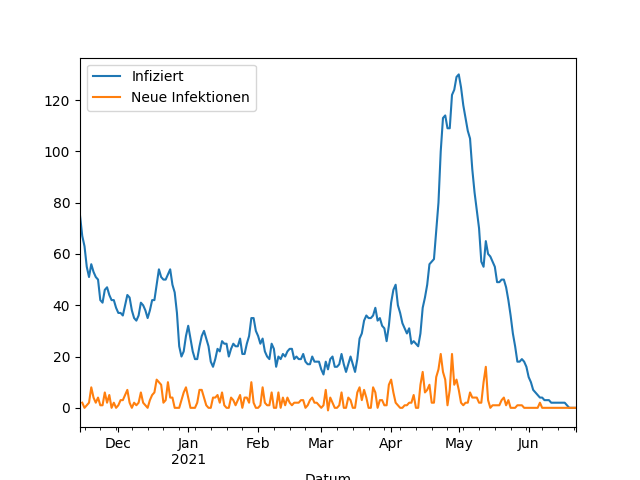 Infiziert
Neue Infektionen
120
100
80
60
40
20
0
Dec
Jan
2021
Feb
Mar
Apr
May
Jun
Datum